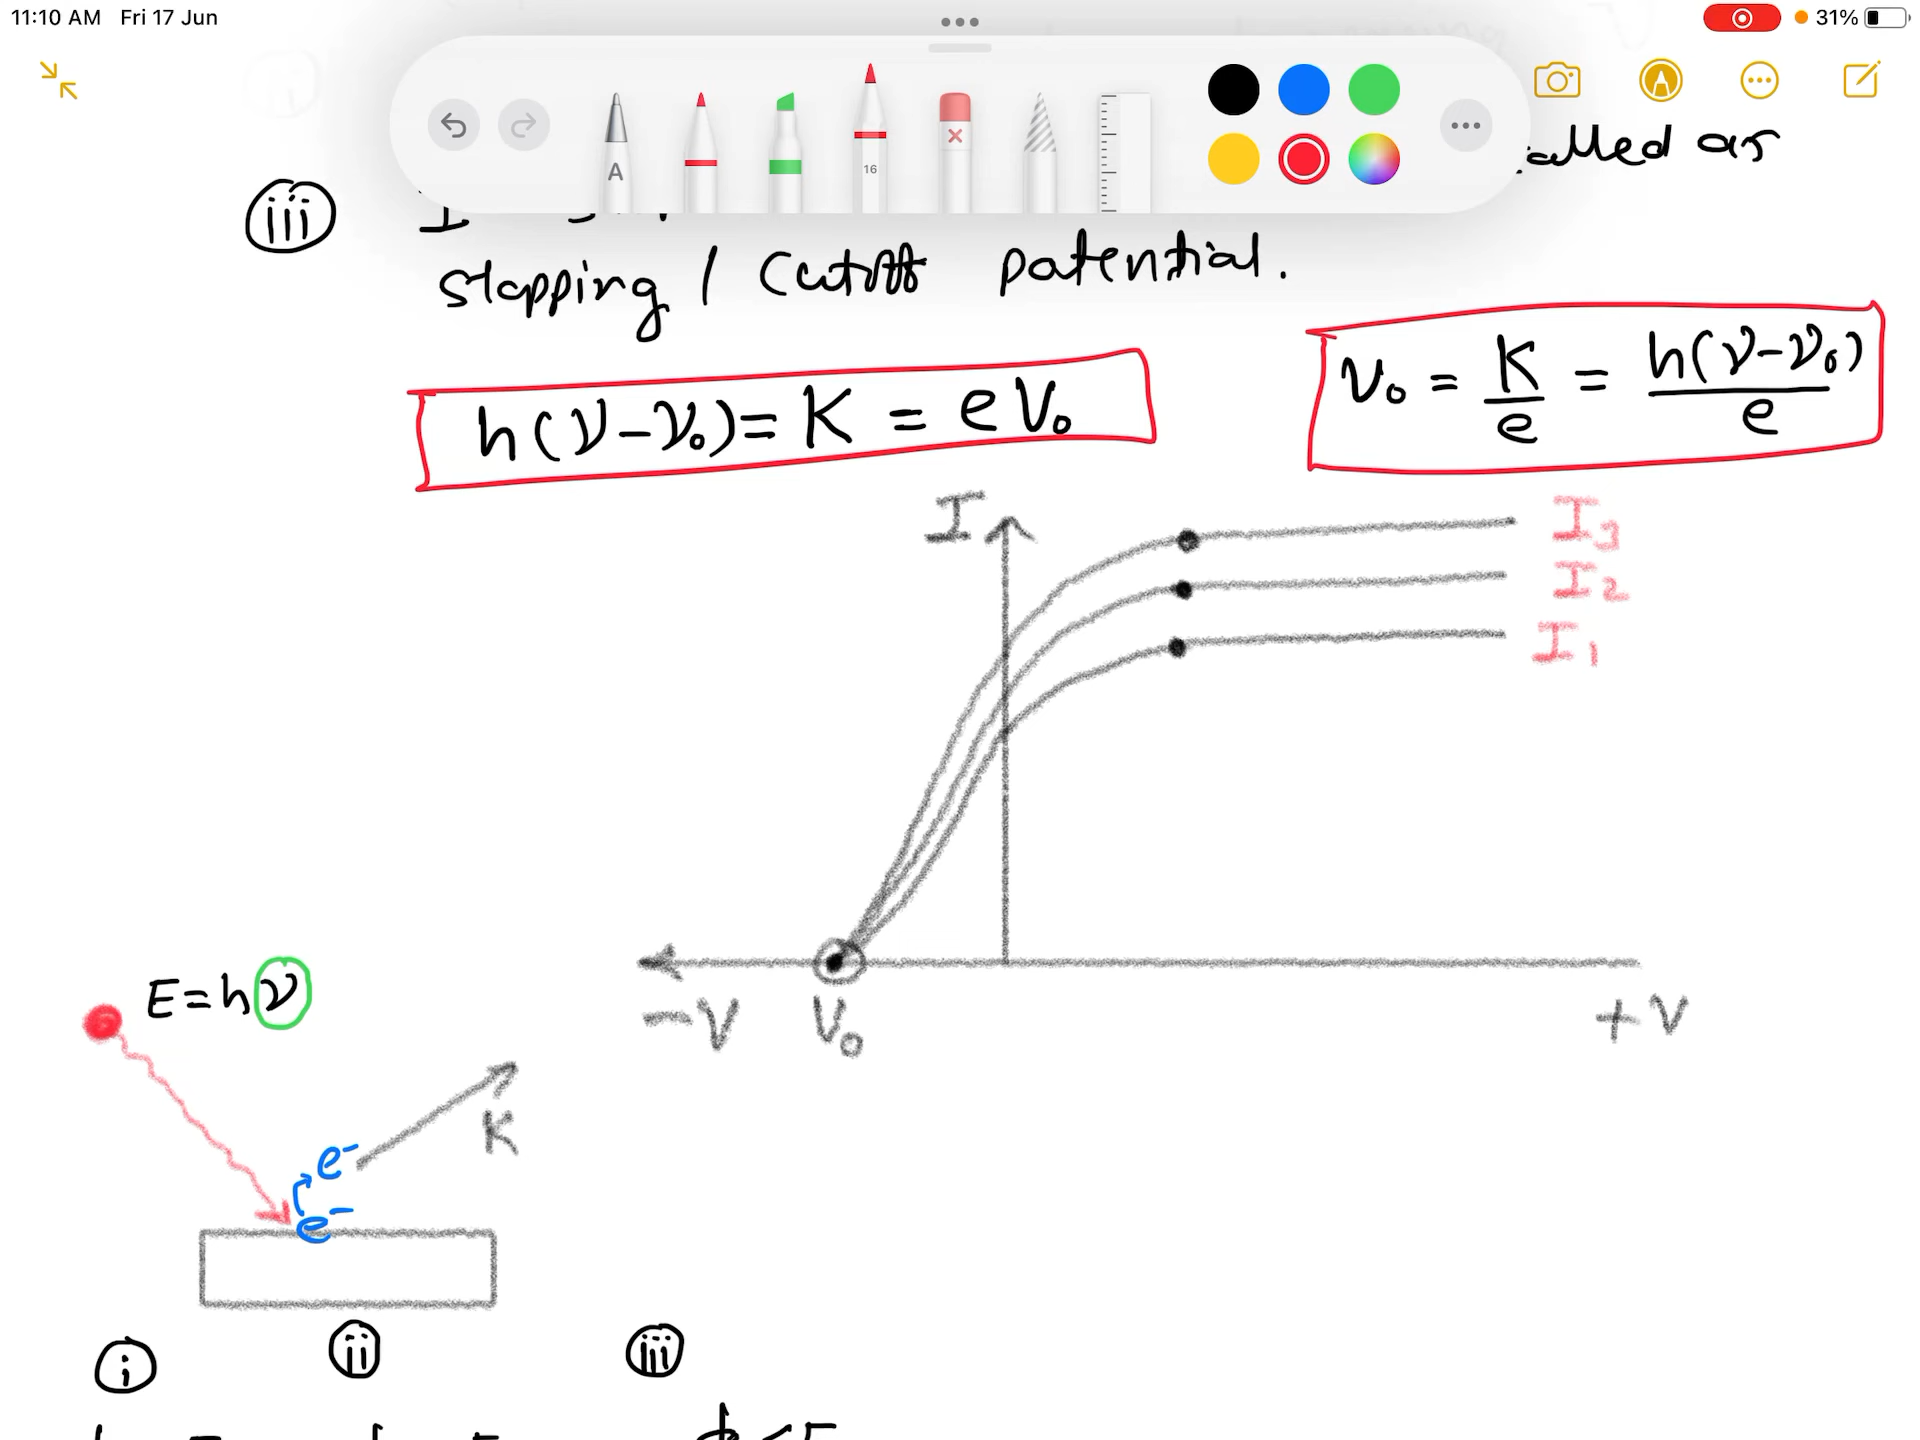 11:10 AM Fri 17 Jun
31%
A
16
called as
iii
stopping / Cutoff potential.
h(ν-ν₀)= K = eV₀
V₀ = K/e = h(ν-ν₀)/e
I
I₃
I₂
I₁
-V
V₀
+V
E=hν
K
e⁻
e⁻
i
ii
iii